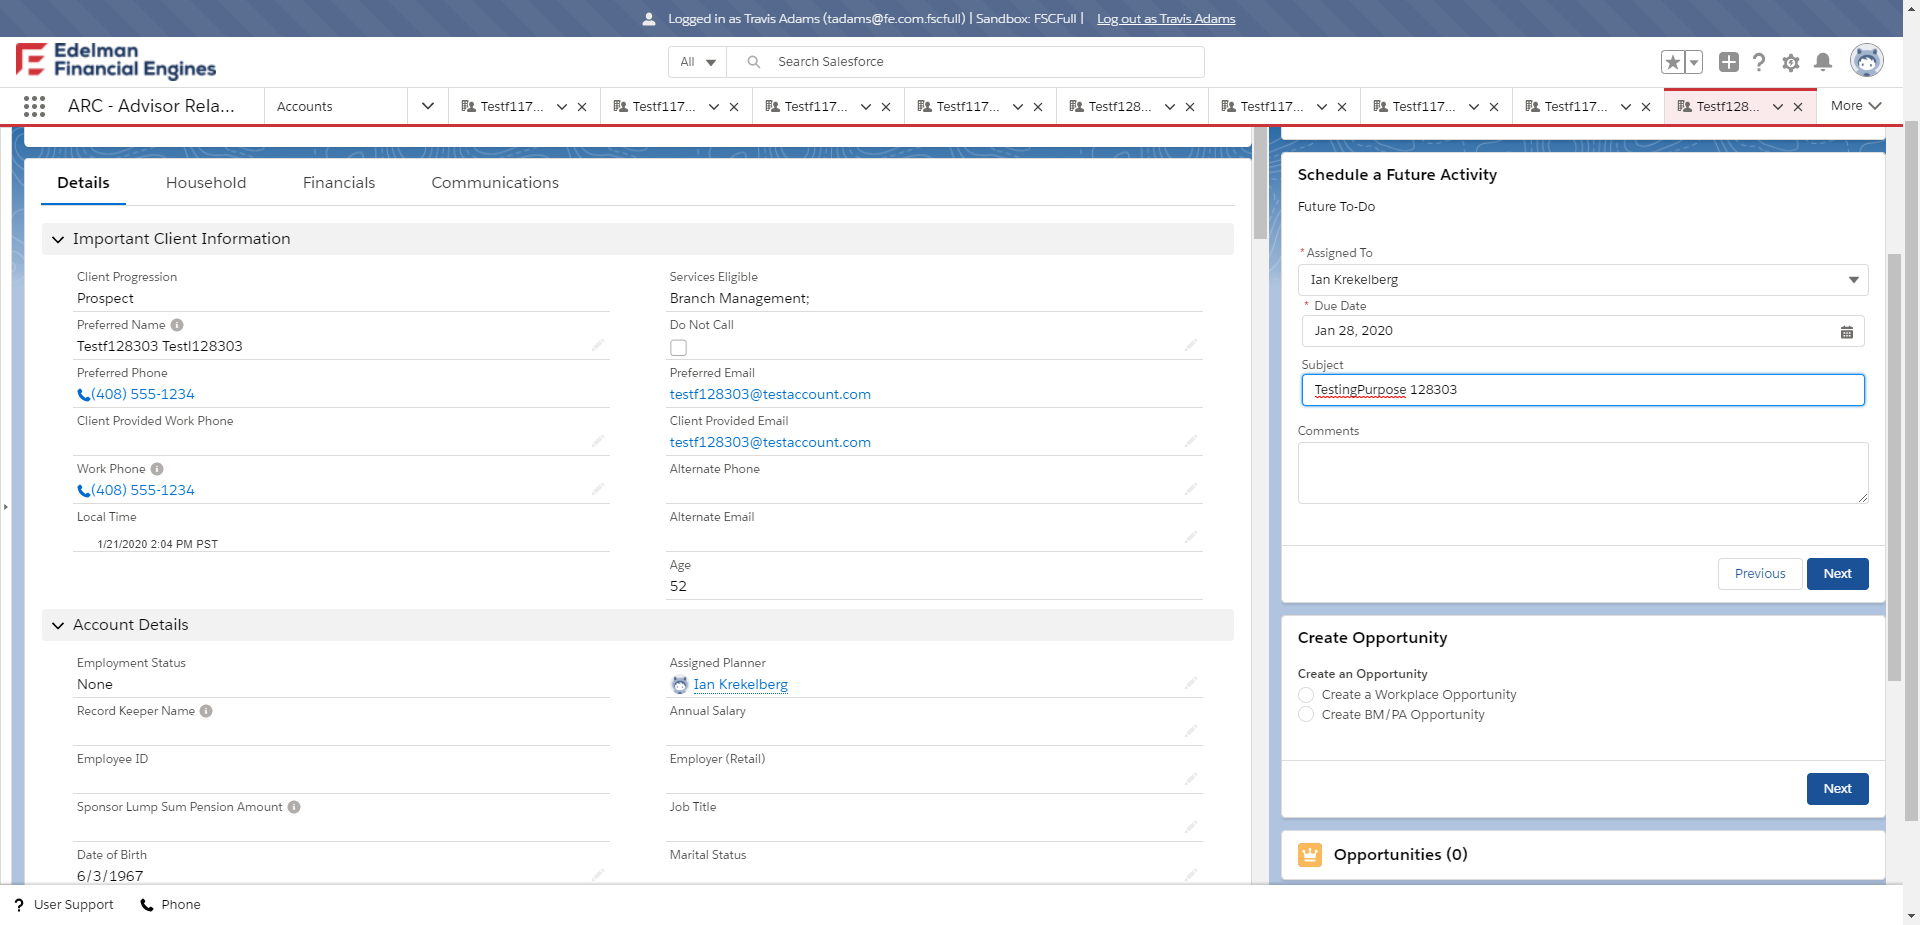 Logged in as Travis Adams (tadams@fe.com.fscfull) | Sandbox: FSCFull | Log out as Travis Adams
Edelman
Financial Engines
All
Search Salesforce
ARC - Advisor Rela...
Accounts
Testf117...
Testf117...
Testf117...
Testf117...
Testf128...
Testf117...
Testf117...
Testf117...
Testf128...
More
Details
Household
Financials
Communications
Important Client Information
Client Progression
Prospect
Services Eligible
Branch Management;
Preferred Name
Testf128303 Testl128303
Do Not Call
Preferred Phone
(408) 555-1234
Preferred Email
testf128303@testaccount.com
Client Provided Work Phone
Client Provided Email
testf128303@testaccount.com
Work Phone
(408) 555-1234
Alternate Phone
Local Time
1/21/2020 2:04 PM PST
Alternate Email
Age
52
Account Details
Employment Status
None
Assigned Planner
Ian Krekelberg
Record Keeper Name
Annual Salary
Employee ID
Employer (Retail)
Sponsor Lump Sum Pension Amount
Job Title
Date of Birth
6/3/1967
Marital Status
Schedule a Future Activity
Future To-Do
* Assigned To
Ian Krekelberg
* Due Date
Jan 28, 2020
Subject
TestingPurpose 128303
Comments
Previous
Next
Create Opportunity
Create an Opportunity
Create a Workplace Opportunity
Create BM/PA Opportunity
Next
Opportunities (0)
? User Support
Phone